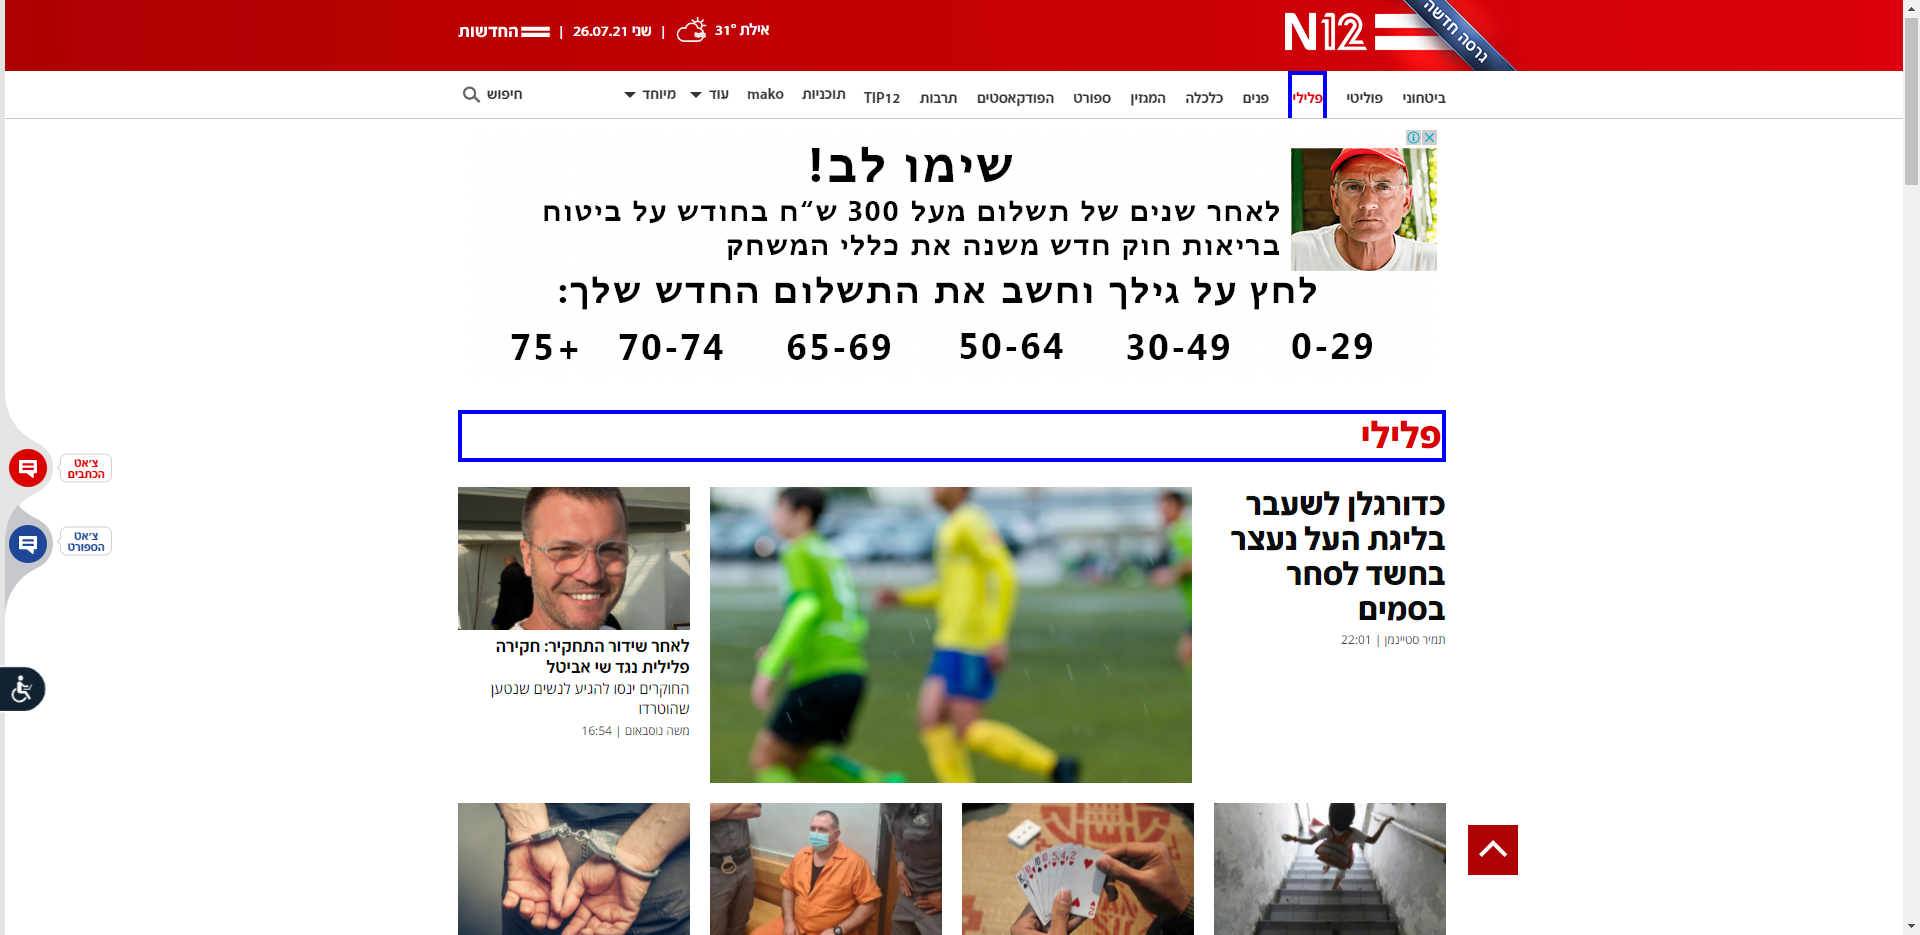 גרסה חדשה
N12
אילת 31° | שני 26.07.21 | החדשות
ביטחוני פוליטי פלילי פנים כלכלה המגזין ספורט הפודקאסטים תרבות TIP12 תוכניות mako עוד מיוחד חיפוש
שימו לב!
לאחר שנים של תשלום מעל 300 ש“ח בחודש על ביטוח
בריאות חוק חדש משנה את כללי המשחק
לחץ על גילך וחשב את התשלום החדש שלך:
0-29 30-49 50-64 65-69 70-74 75+
פלילי
כדורגלן לשעבר
בליגת העל נעצר
בחשד לסחר
בסמים
תמיר סטיינמן | 22:01
לאחר שידור התחקיר: חקירה
פלילית נגד שי אביטל
החוקרים ינסו להגיע לנשים שנטען
שהוטרדו
משה נוסבאום | 16:54
צ'אט
הכתבים
צ'אט
הספורט